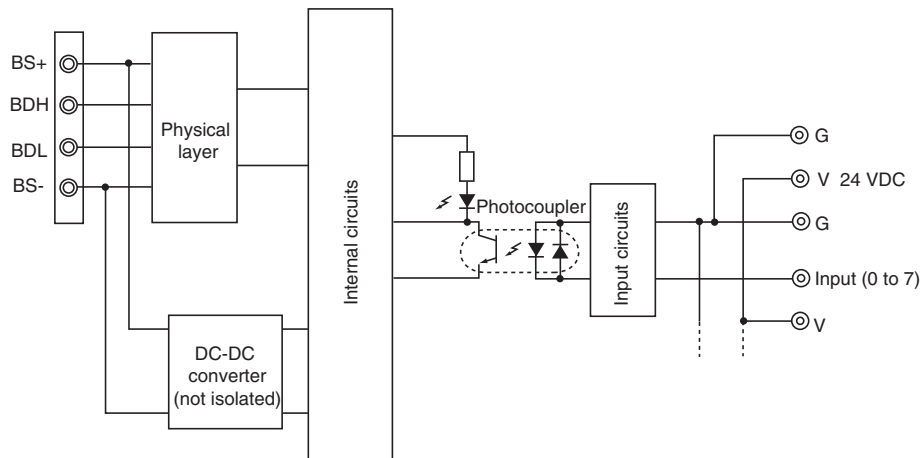 BS+
BDH
BDL
BS-
Physical
layer
DC-DC
converter
(not isolated)
Internal circuits
Photocoupler
Input circuits
G
V 24 VDC
G
Input (0 to 7)
V